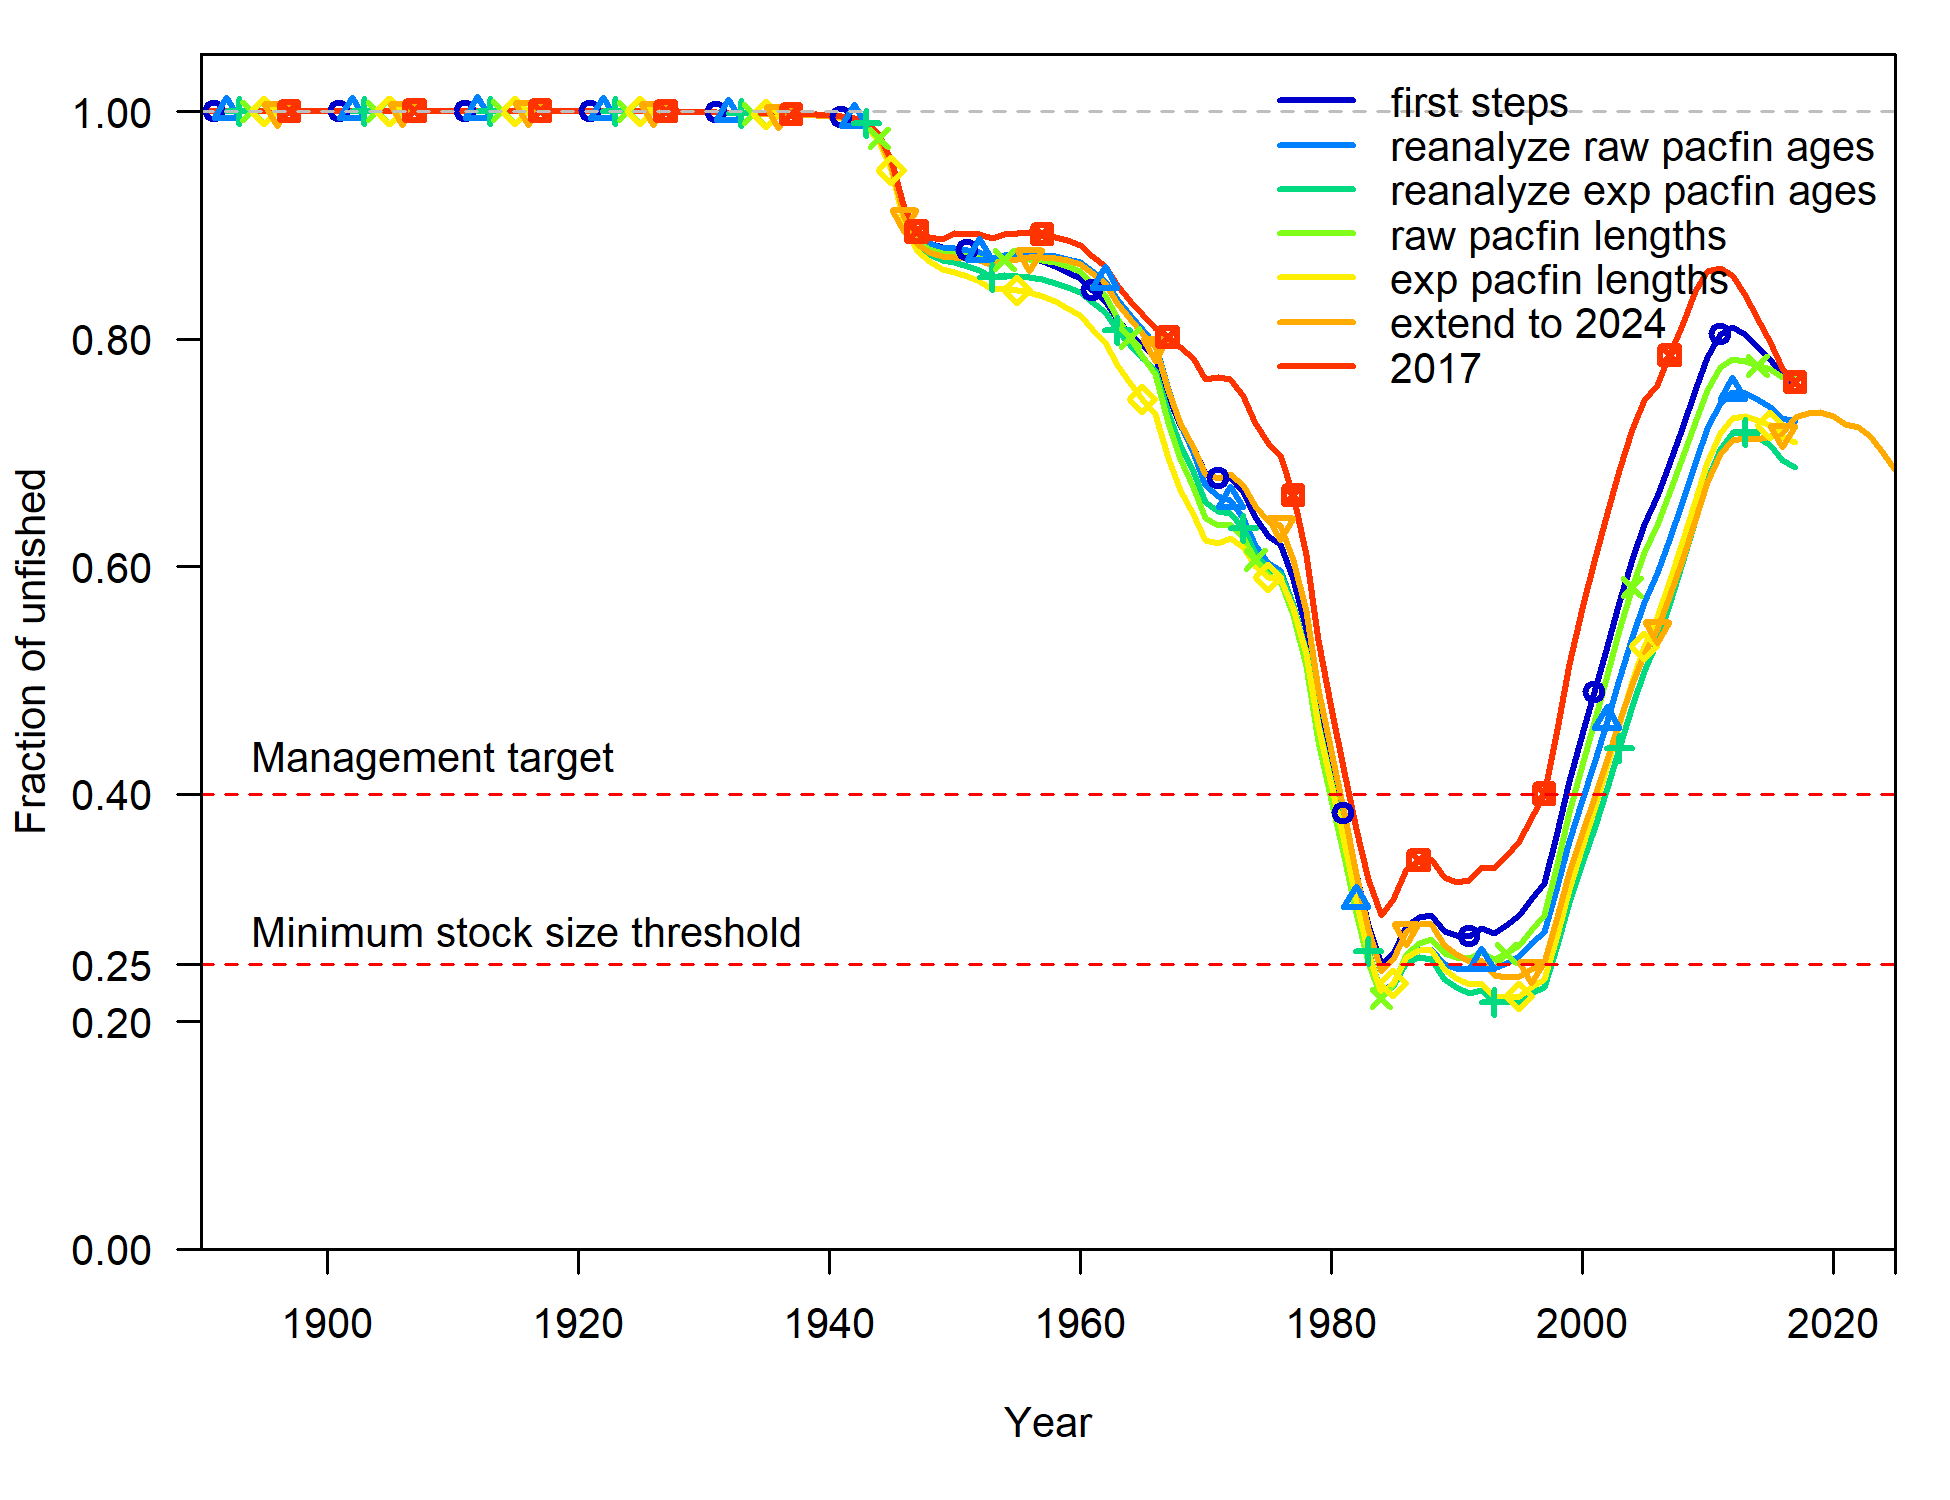 first steps
reanalyze raw pacfin ages
reanalyze exp pacfin ages
raw pacfin lengths
exp pacfin lengths
extend to 2024
2017
1.00
0.80
0.60
0.40
0.25
0.20
0.00
Fraction of unfished
Management target
Minimum stock size threshold
1900
1920
1940
1960
1980
2000
2020
Year